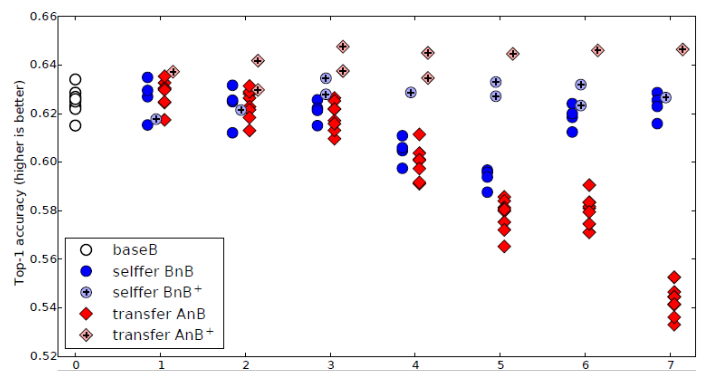 0.66
0.64
0.62
0.60
0.58
0.56
0.54
0.52
Top-1 accuracy (higher is better)
baseB
selffer BnB
selffer BnB⁺
transfer AnB
transfer AnB⁺
0 1 2 3 4 5 6 7